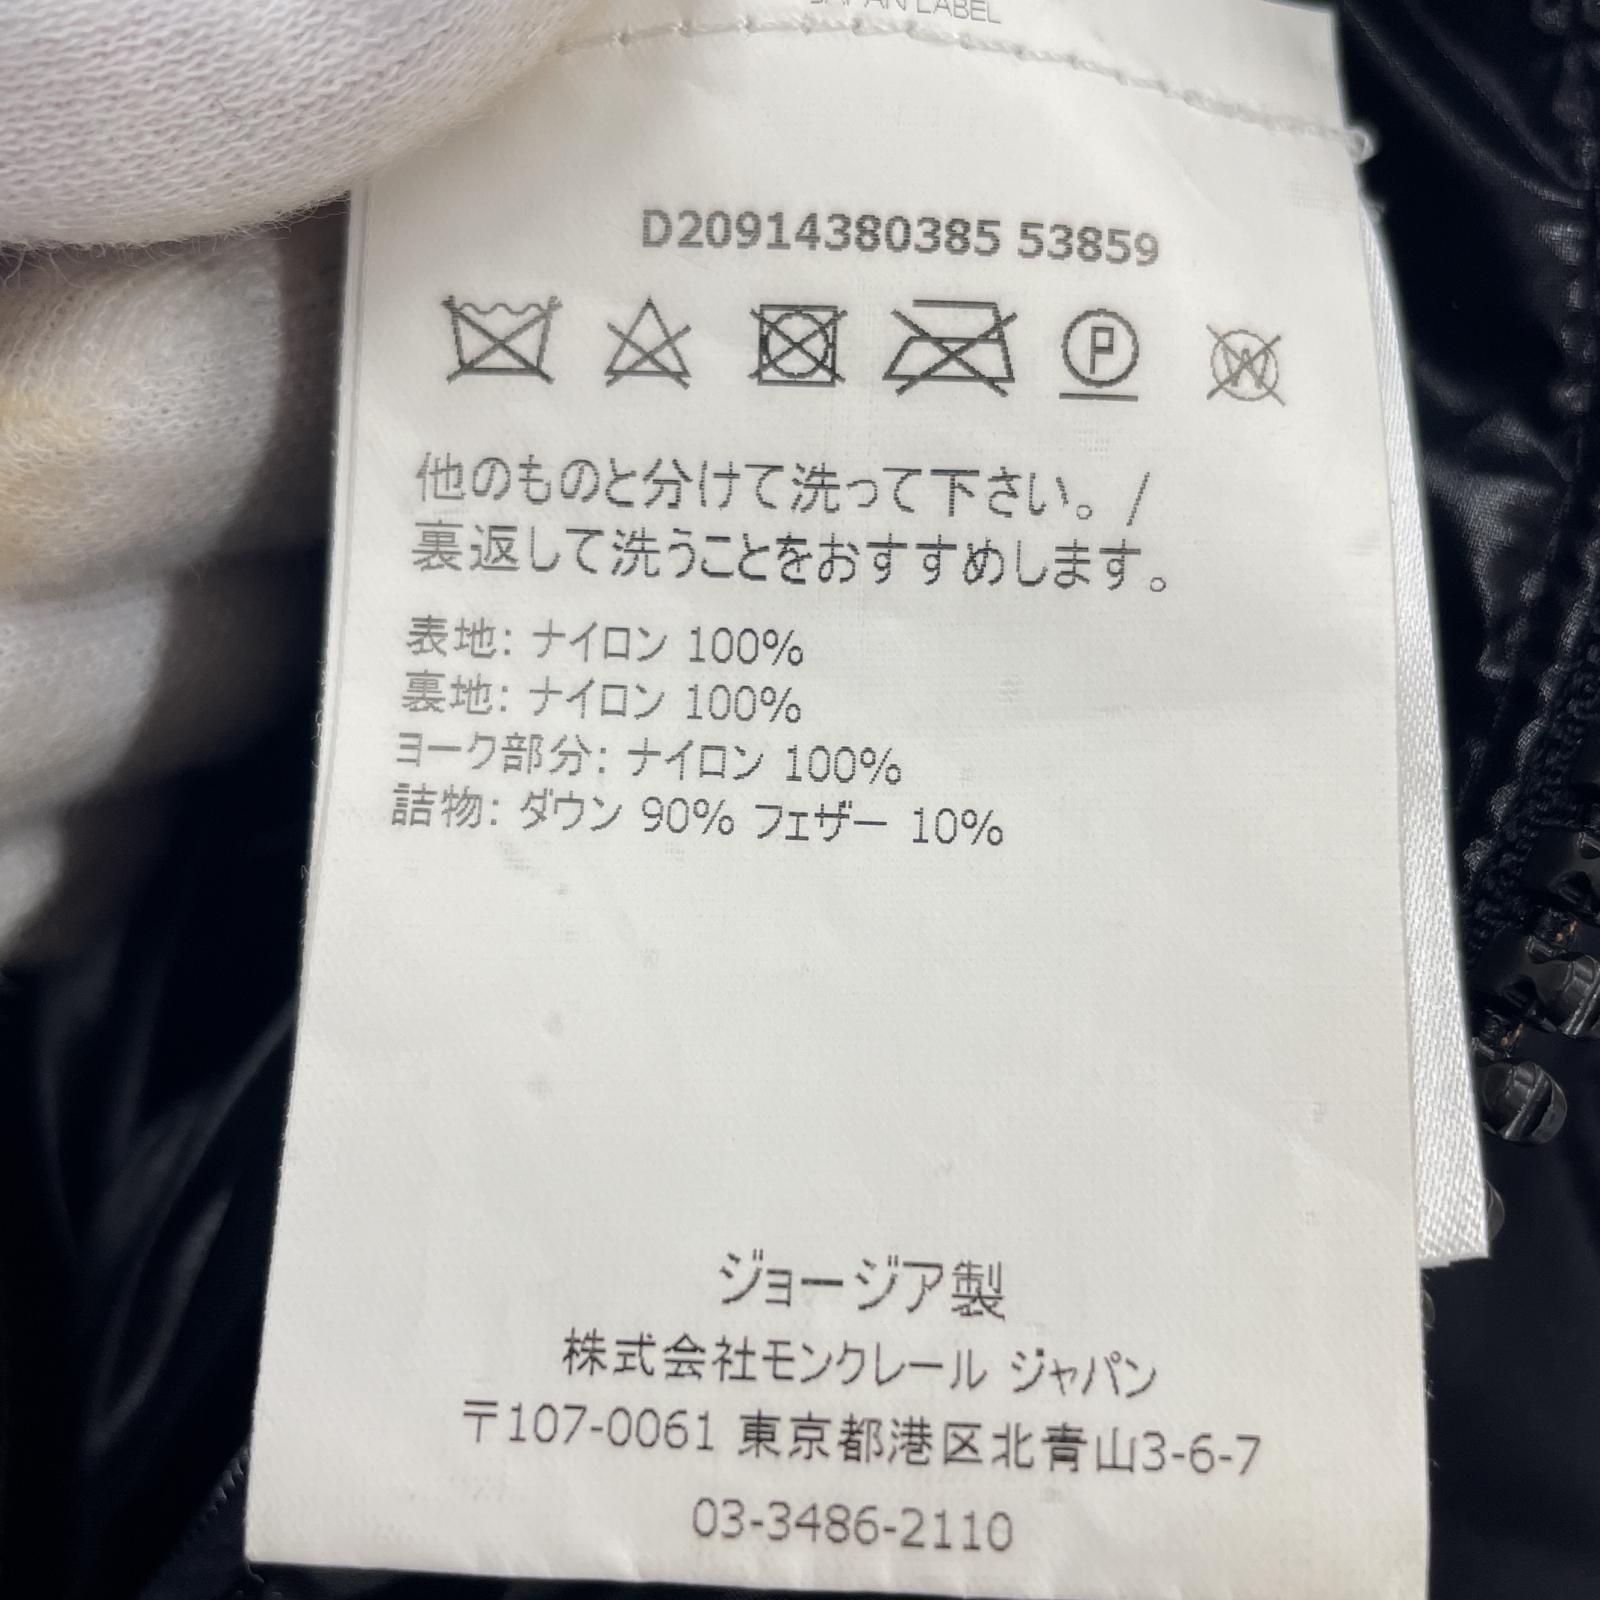 JAPAN LABEL
D20914380385 53859
P W
他のものと分けて洗って下さい。/
裏返して洗うことをおすすめします。
表地: ナイロン 100%
裏地: ナイロン 100%
ヨーク部分: ナイロン 100%
詰物: ダウン 90% フェザー 10%
ジョージア製
株式会社モンクレール ジャパン
〒107-0061 東京都港区北青山3-6-7
03-3486-2110